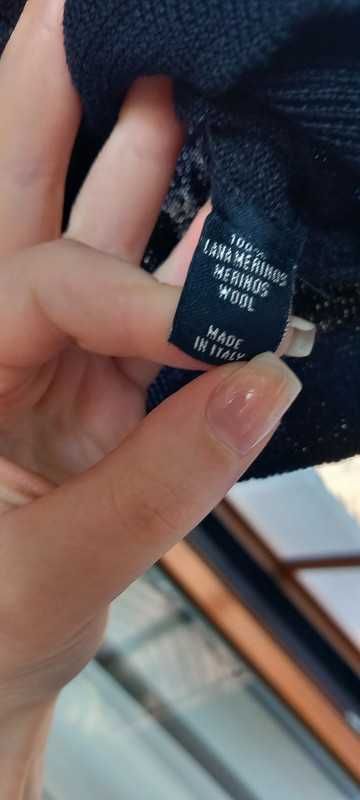 100%
LANA MERINOS
MERINOS
WOOL
MADE
IN ITALY